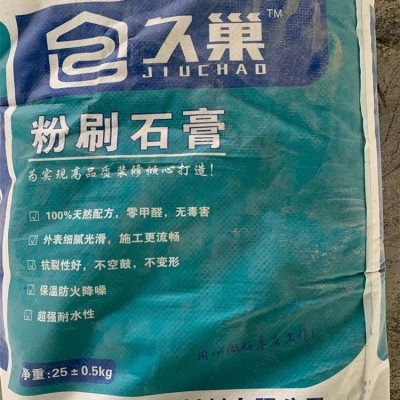 久巢™
JIUCHAO
粉刷石膏
为实现高品质装修倾心打造！
100%天然配方，零甲醛，无毒害
外表细腻光滑，施工更流畅
抗裂性好，不空鼓，不变形
保温防火降噪
超强耐水性
净重:25±0.5kg